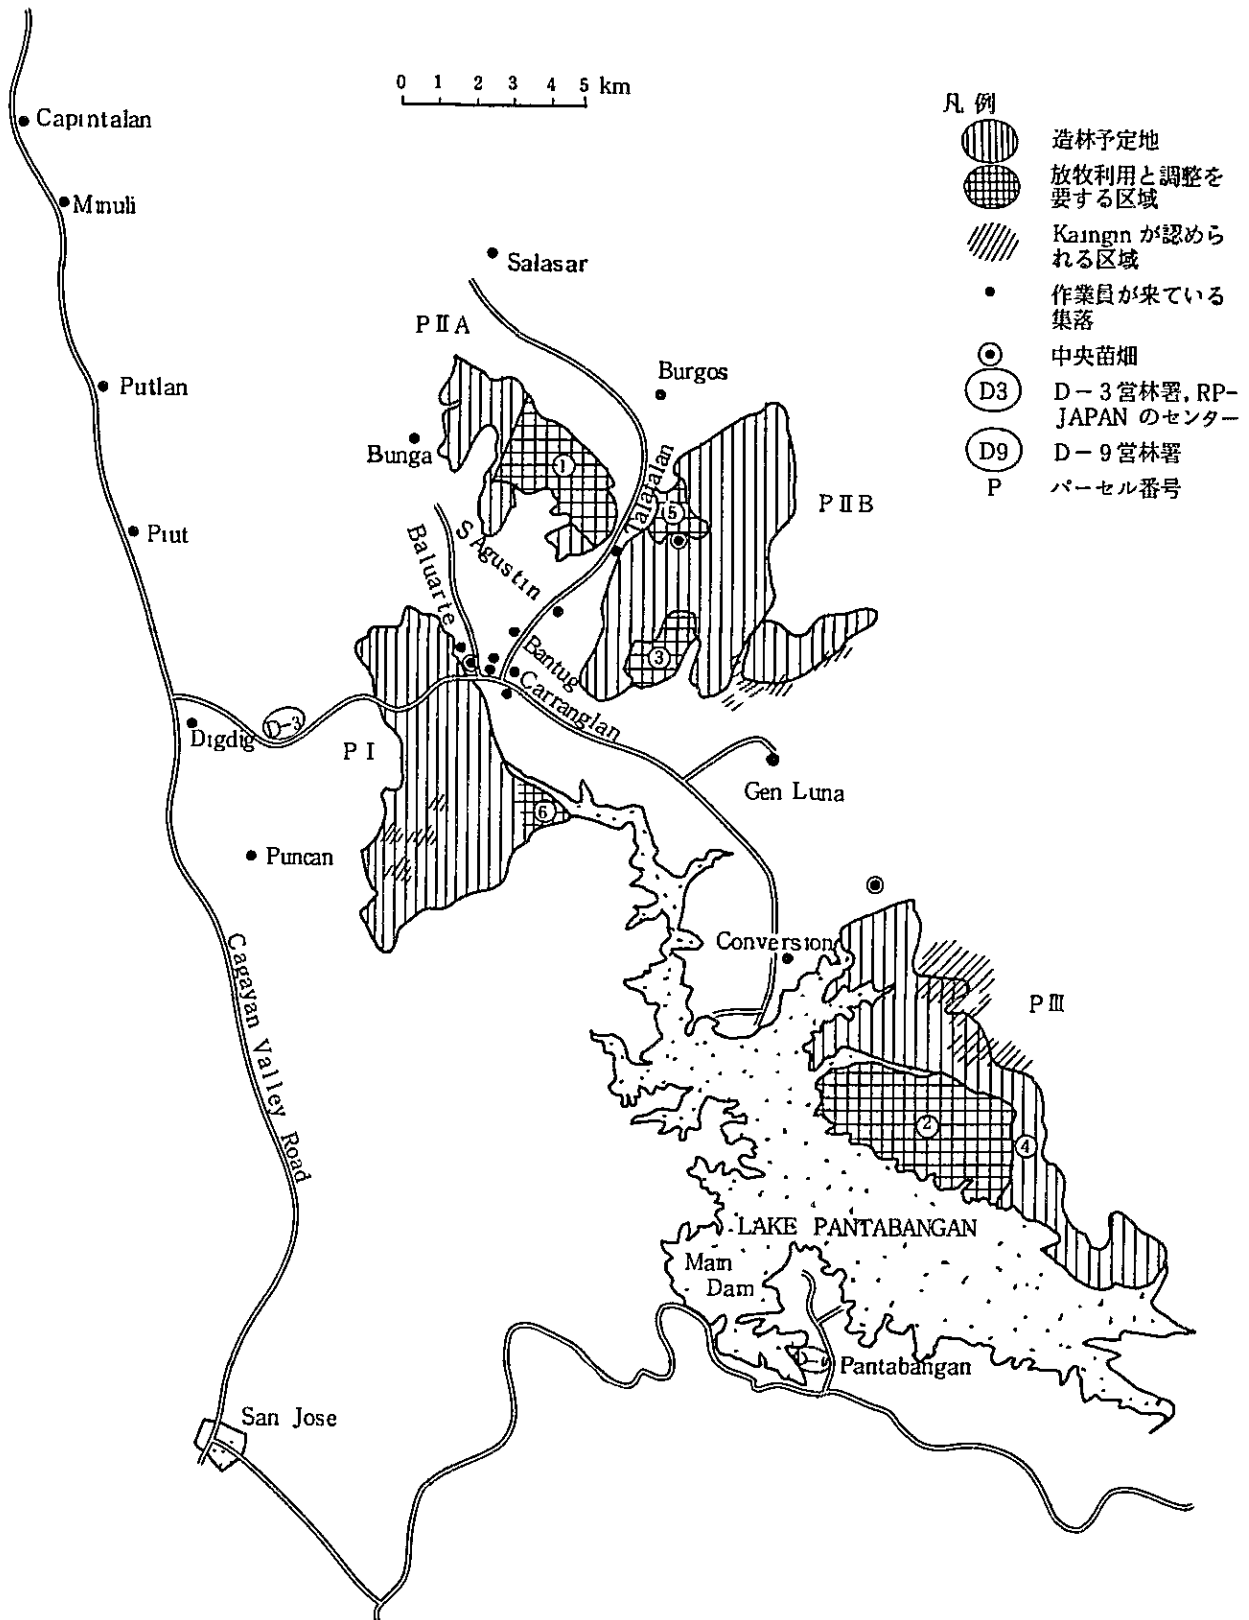 0 1 2 3 4 5 km
凡例
造林予定地
放牧利用と調整を
要する区域
Kaingin が認めら
れる区域
作業員が来ている
集落
中央苗畑
D3 D-3営林署, RP-
JAPAN のセンター
D9 D-9営林署
P パーセル番号
Capintalan
Minuli
Salasar
PⅡA
Burgos
Putlan
Bunga
①
Talatalan
⑤
PⅡB
Piut
Baluarte
S Agustin
Bantug
③
Carranglan
Digdig
D-3
PⅠ
Gen Luna
⑥
Puncan
Conversion
PⅢ
Cagayan Valley Road
②
④
LAKE PANTABANGAN
Main
Dam
Pantabangan
San Jose